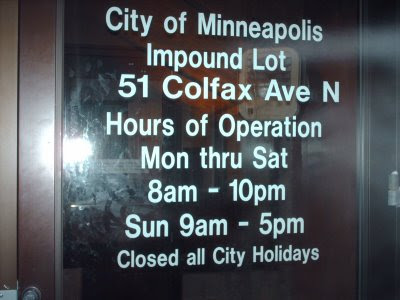 City of Minneapolis
Impound Lot
51 Colfax Ave N
Hours of Operation
Mon thru Sat
8am - 10pm
Sun 9am - 5pm
Closed all City Holidays